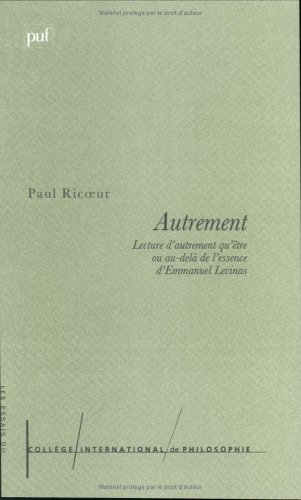 Matériel protégé par le droit d'auteur
puf
Paul Ricœur
Autrement
Lecture d'autrement qu'être
ou au-delà de l'essence
d'Emmanuel Levinas
LES ESSAIS DU
COLLÈGE INTERNATIONAL de PHILOSOPHIE
Matériel protégé par le droit d'auteur